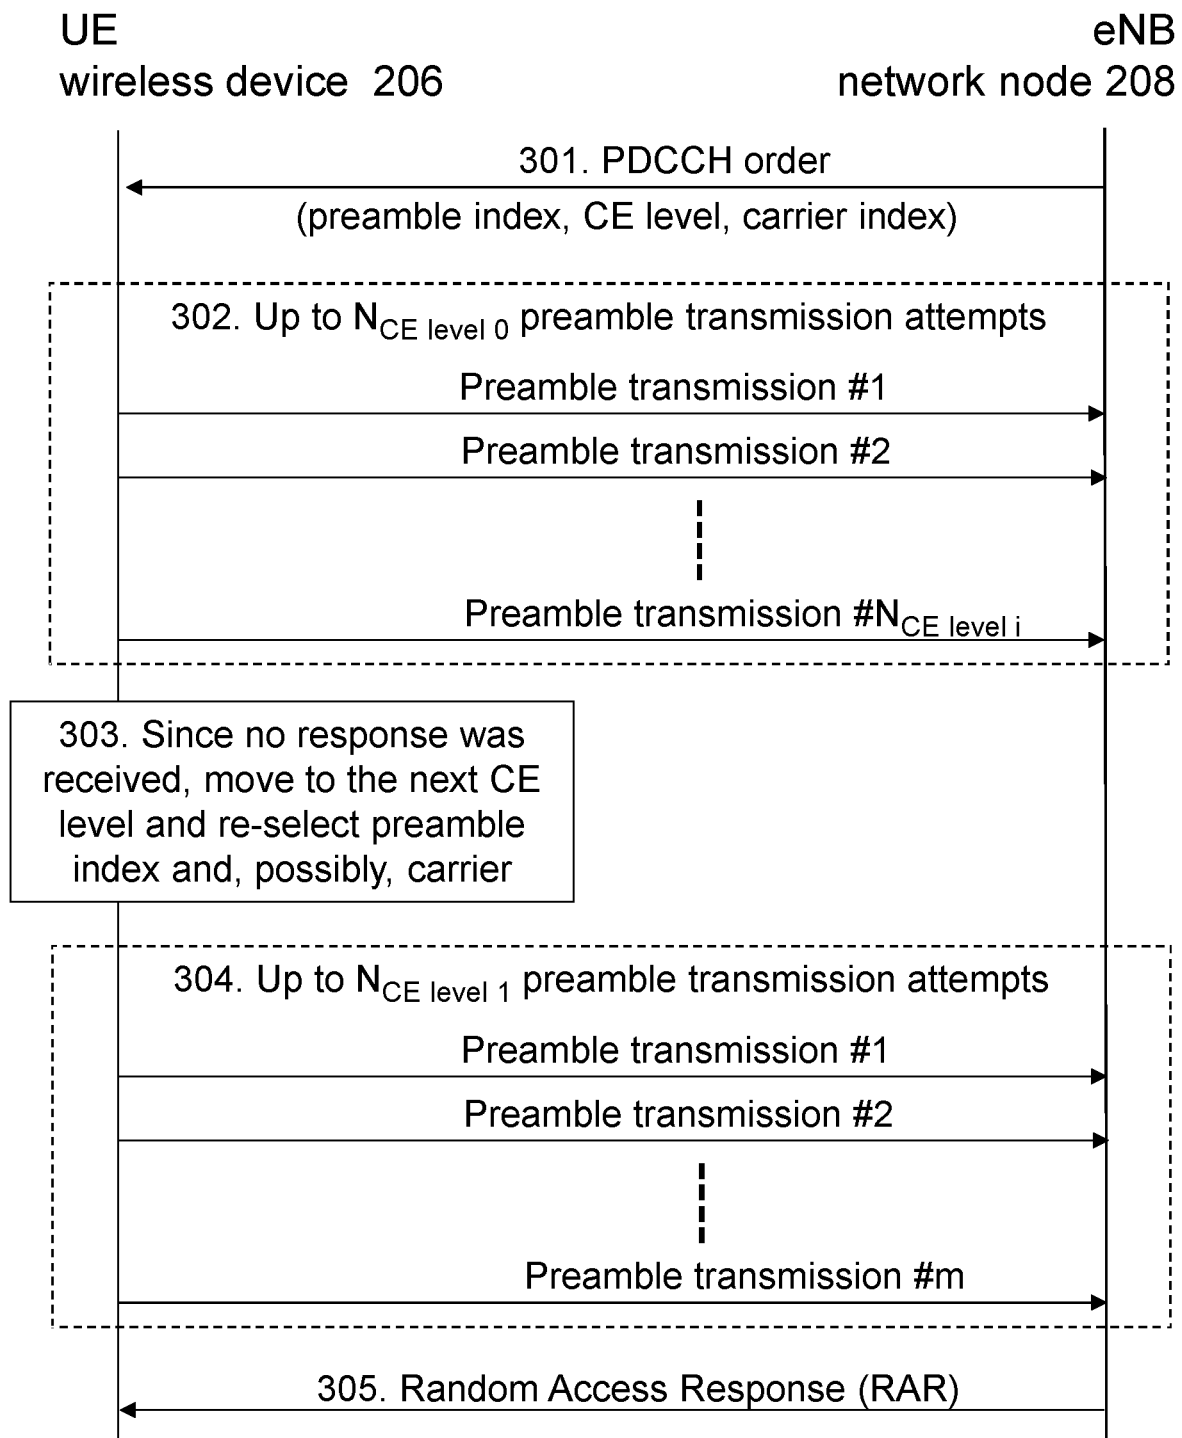 UE
eNB
wireless device 206
network node 208
301. PDCCH order
(preamble index, CE level, carrier index)
302. Up to N_CE level 0 preamble transmission attempts
Preamble transmission #1
Preamble transmission #2
Preamble transmission #N_CE level i
303. Since no response was
received, move to the next CE
level and re-select preamble
index and, possibly, carrier
304. Up to N_CE level 1 preamble transmission attempts
Preamble transmission #1
Preamble transmission #2
Preamble transmission #m
305. Random Access Response (RAR)